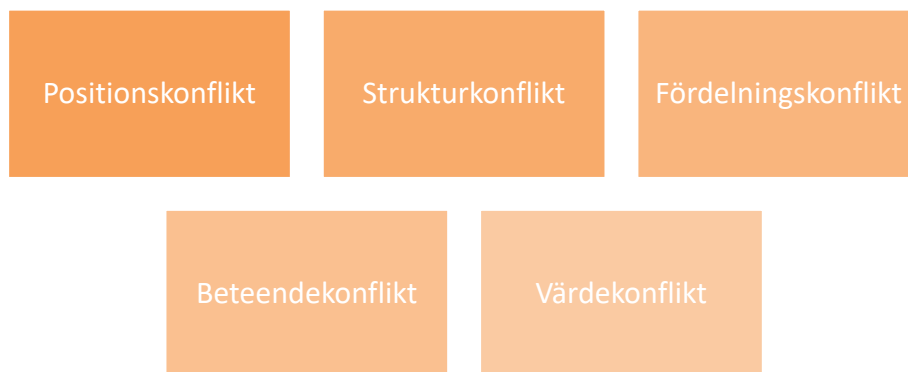 Positionskonflikt
Strukturkonflikt
Fördelningskonflikt
Beteendekonflikt
Värdekonflikt